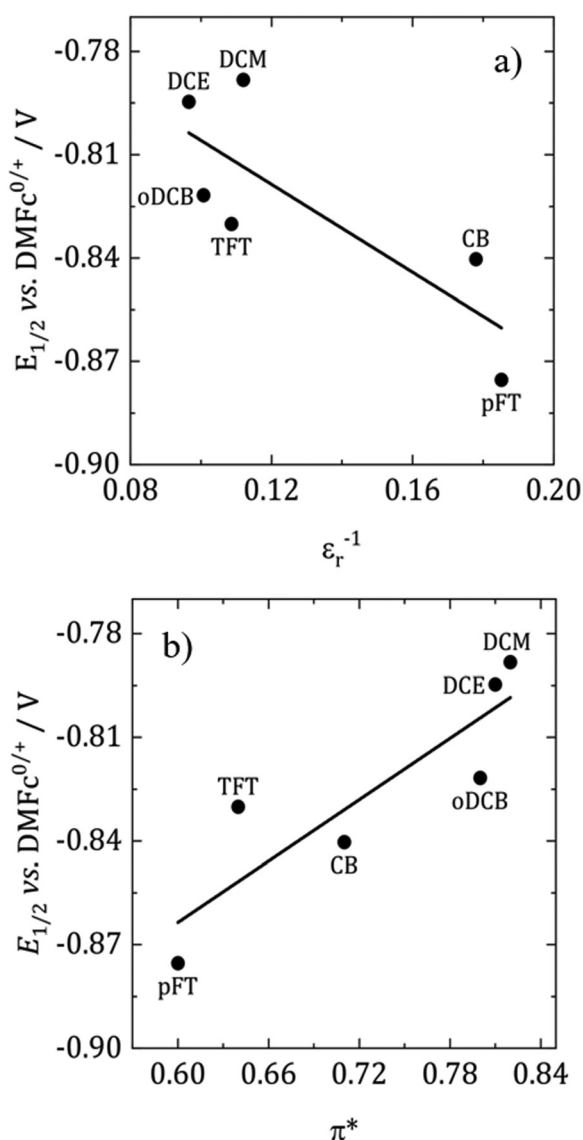 a)
-0.78
-0.81
-0.84
-0.87
-0.90
E1/2 vs. DMFc0/+ / V
DCM
DCE
oDCB
TFT
CB
pFT
0.08 0.12 0.16 0.20
εr-1
b)
-0.78
-0.81
-0.84
-0.87
-0.90
E1/2 vs. DMFc0/+ / V
DCM
DCE
TFT
oDCB
CB
pFT
0.60 0.66 0.72 0.78 0.84
π*